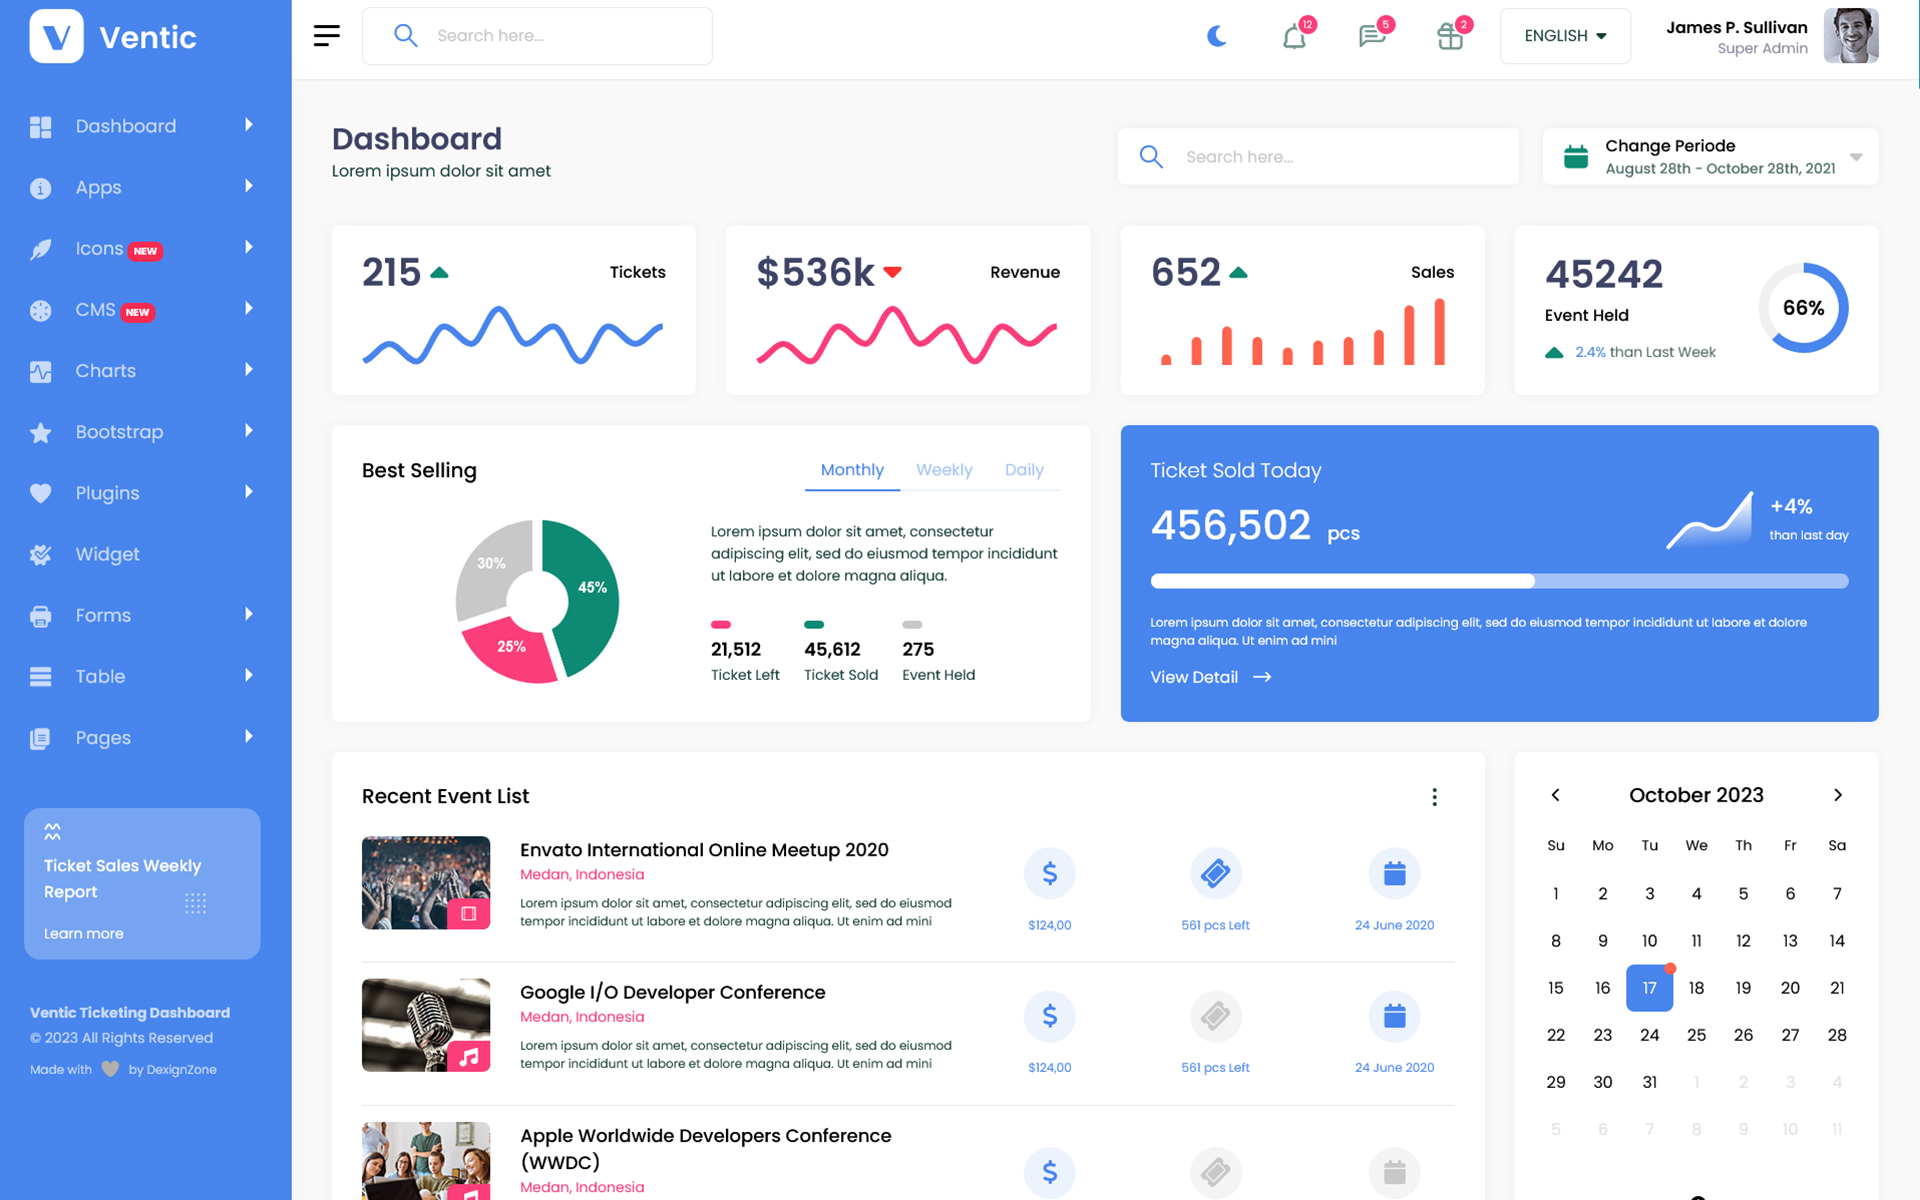 Ventic
Search here...
12
5
2
ENGLISH
James P. Sullivan
Super Admin
Dashboard
Apps
Icons NEW
CMS NEW
Charts
Bootstrap
Plugins
Widget
Forms
Table
Pages
Ticket Sales Weekly
Report
Learn more
Ventic Ticketing Dashboard
© 2023 All Rights Reserved
Made with by DexignZone
Dashboard
Lorem ipsum dolor sit amet
Search here...
Change Periode
August 28th - October 28th, 2021
215
Tickets
$536k
Revenue
652
Sales
45242
Event Held
2.4% than Last Week
66%
Best Selling
Monthly Weekly Daily
30%
45%
25%
Lorem ipsum dolor sit amet, consectetur
adipiscing elit, sed do eiusmod tempor incididunt
ut labore et dolore magna aliqua.
21,512 45,612 275
Ticket Left Ticket Sold Event Held
Ticket Sold Today
456,502 pcs
+4%
than last day
Lorem ipsum dolor sit amet, consectetur adipiscing elit, sed do eiusmod tempor incididunt ut labore et dolore
magna aliqua. Ut enim ad mini
View Detail
Recent Event List
Envato International Online Meetup 2020
Medan, Indonesia
Lorem ipsum dolor sit amet, consectetur adipiscing elit, sed do eiusmod
tempor incididunt ut labore et dolore magna aliqua. Ut enim ad mini
$
$124,00
561 pcs Left
24 June 2020
Google I/O Developer Conference
Medan, Indonesia
Lorem ipsum dolor sit amet, consectetur adipiscing elit, sed do eiusmod
tempor incididunt ut labore et dolore magna aliqua. Ut enim ad mini
$
$124,00
561 pcs Left
24 June 2020
Apple Worldwide Developers Conference
(WWDC)
Medan, Indonesia
$
October 2023
Su Mo Tu We Th Fr Sa
1 2 3 4 5 6 7
8 9 10 11 12 13 14
15 16 17 18 19 20 21
22 23 24 25 26 27 28
29 30 31 1 2 3 4
5 6 7 8 9 10 11